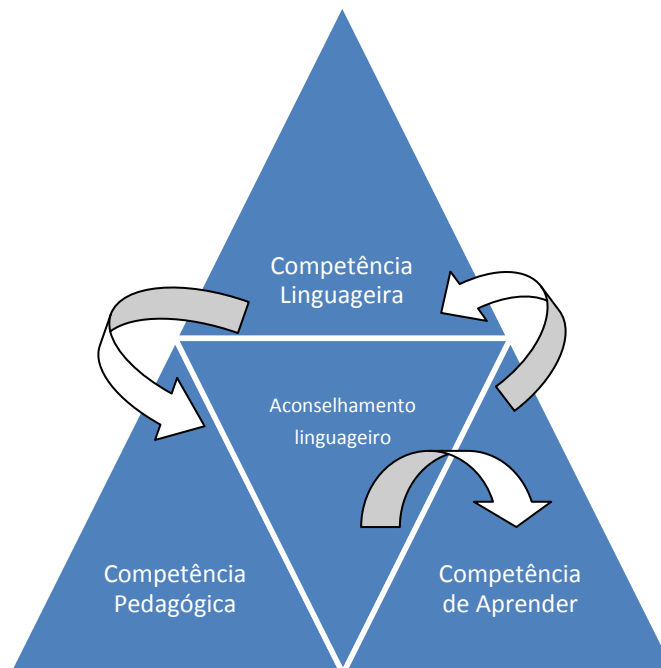 Competência
Linguageira
Aconselhamento
linguageiro
Competência
Pedagógica
Competência
de Aprender